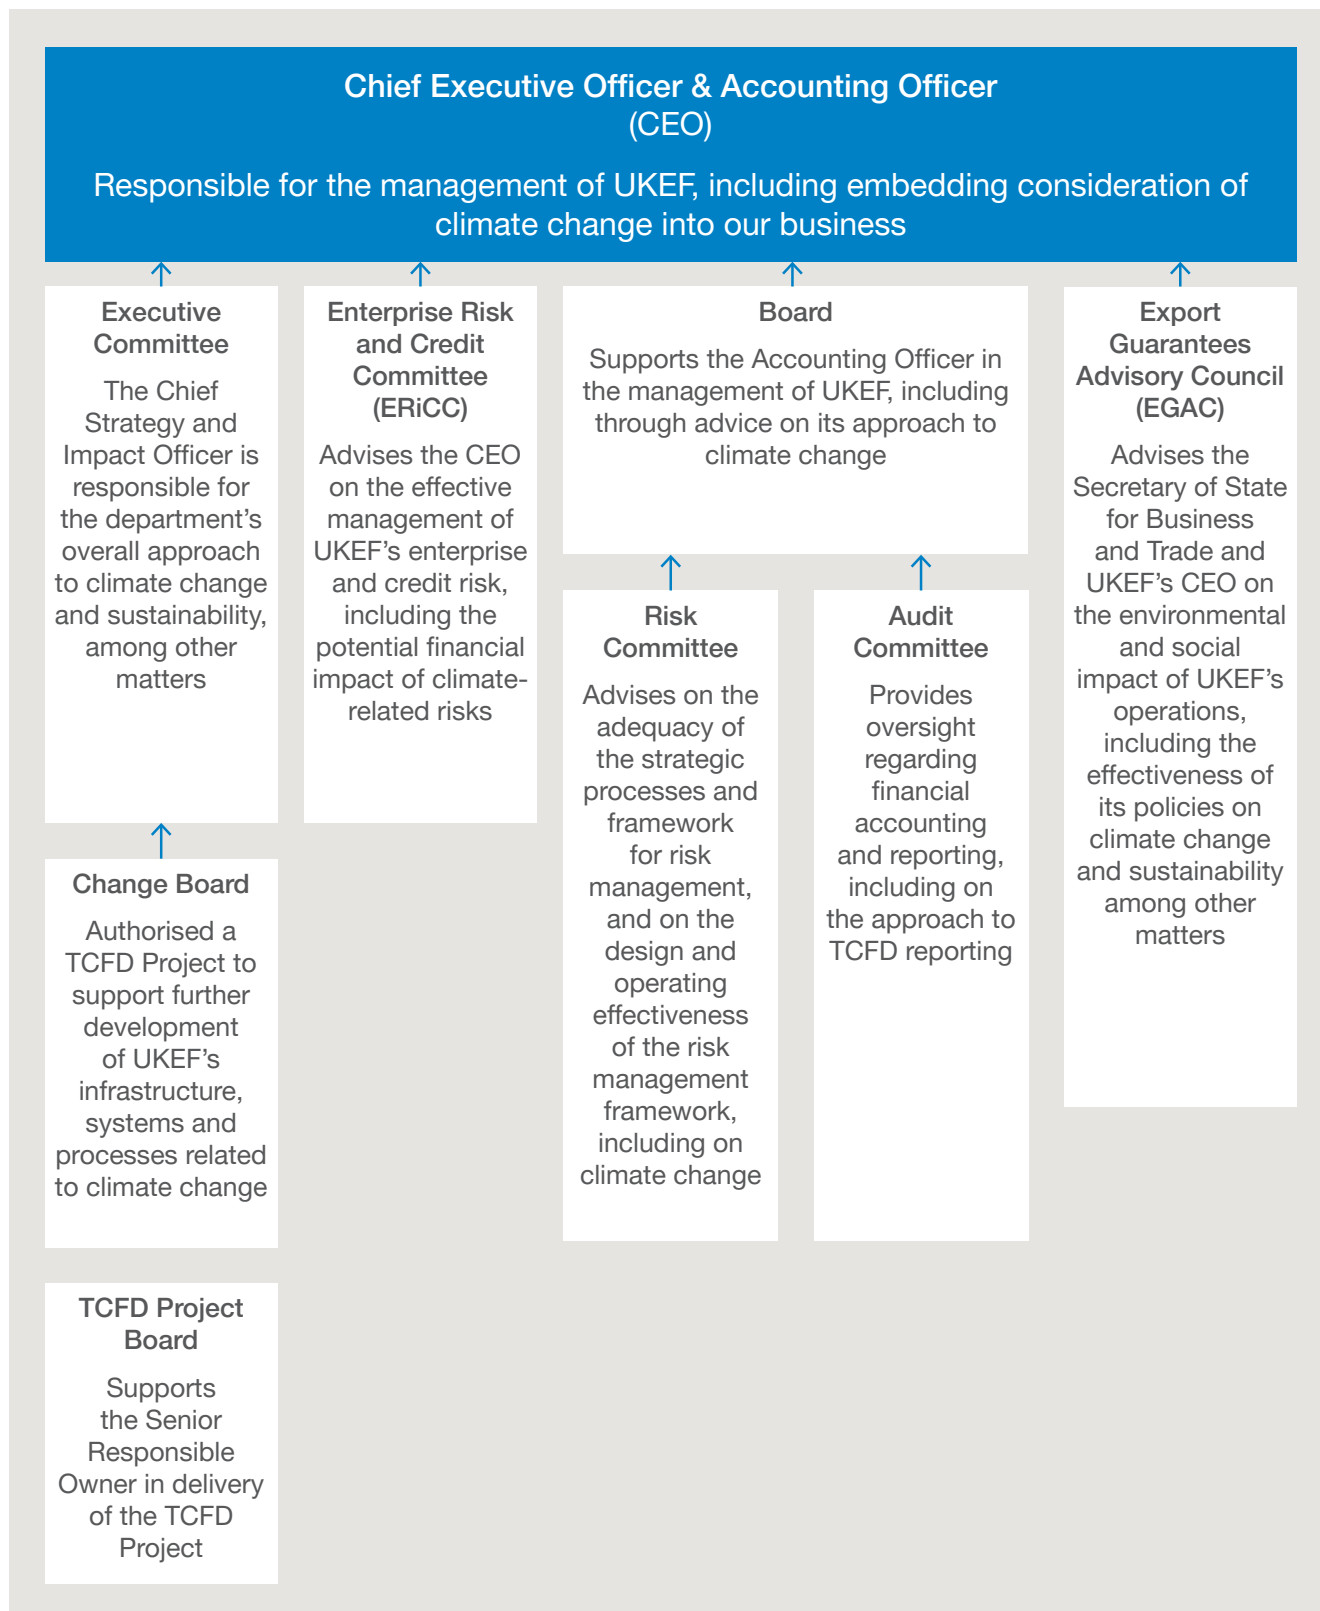 Chief Executive Officer & Accounting Officer
(CEO)
Responsible for the management of UKEF, including embedding consideration of
climate change into our business
Executive
Committee
The Chief
Strategy and
Impact Officer is
responsible for
the department’s
overall approach
to climate change
and sustainability,
among other
matters
Change Board
Authorised a
TCFD Project to
support further
development
of UKEF’s
infrastructure,
systems and
processes related
to climate change
TCFD Project
Board
Supports
the Senior
Responsible
Owner in delivery
of the TCFD
Project
Enterprise Risk
and Credit
Committee
(ERiCC)
Advises the CEO
on the effective
management of
UKEF’s enterprise
and credit risk,
including the
potential financial
impact of climate-
related risks
Board
Supports the Accounting Officer in
the management of UKEF, including
through advice on its approach to
climate change
Risk
Committee
Advises on the
adequacy of
the strategic
processes and
framework
for risk
management,
and on the
design and
operating
effectiveness
of the risk
management
framework,
including on
climate change
Audit
Committee
Provides
oversight
regarding
financial
accounting
and reporting,
including on
the approach to
TCFD reporting
Export
Guarantees
Advisory Council
(EGAC)
Advises the
Secretary of State
for Business
and Trade and
UKEF’s CEO on
the environmental
and social
impact of UKEF’s
operations,
including the
effectiveness of
its policies on
climate change
and sustainability
among other
matters